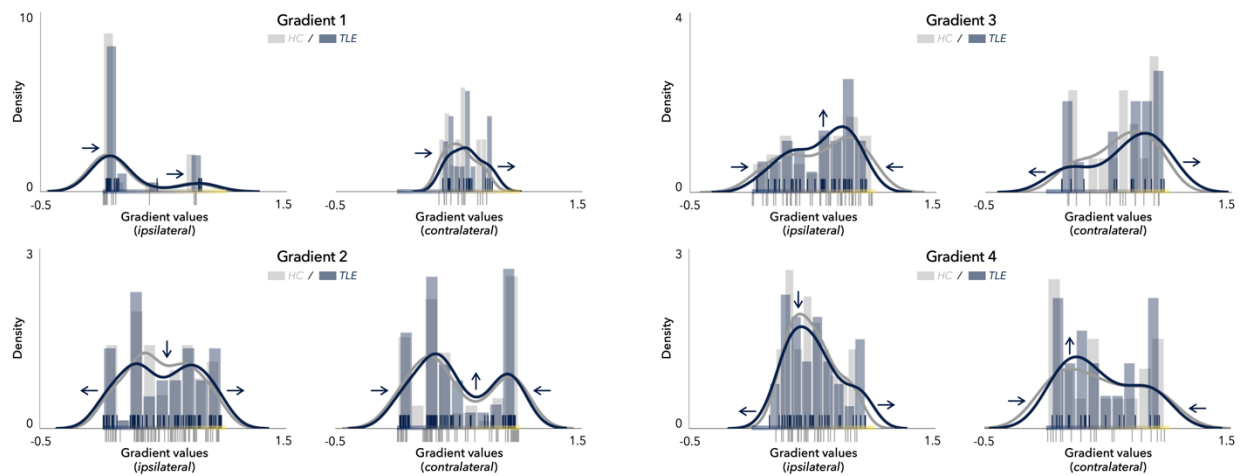 Gradient 1
HC / TLE
10
Density
0
-0.5
1.5
Gradient values
(ipsilateral)
1.5
Gradient values
(contralateral)
Gradient 3
HC / TLE
4
Density
0
-0.5
1.5
Gradient values
(ipsilateral)
-0.5
1.5
Gradient values
(contralateral)
Gradient 2
HC / TLE
3
Density
0
-0.5
1.5
Gradient values
(ipsilateral)
-0.5
1.5
Gradient values
(contralateral)
Gradient 4
HC / TLE
3
Density
0
-0.5
1.5
Gradient values
(ipsilateral)
-0.5
1.5
Gradient values
(contralateral)